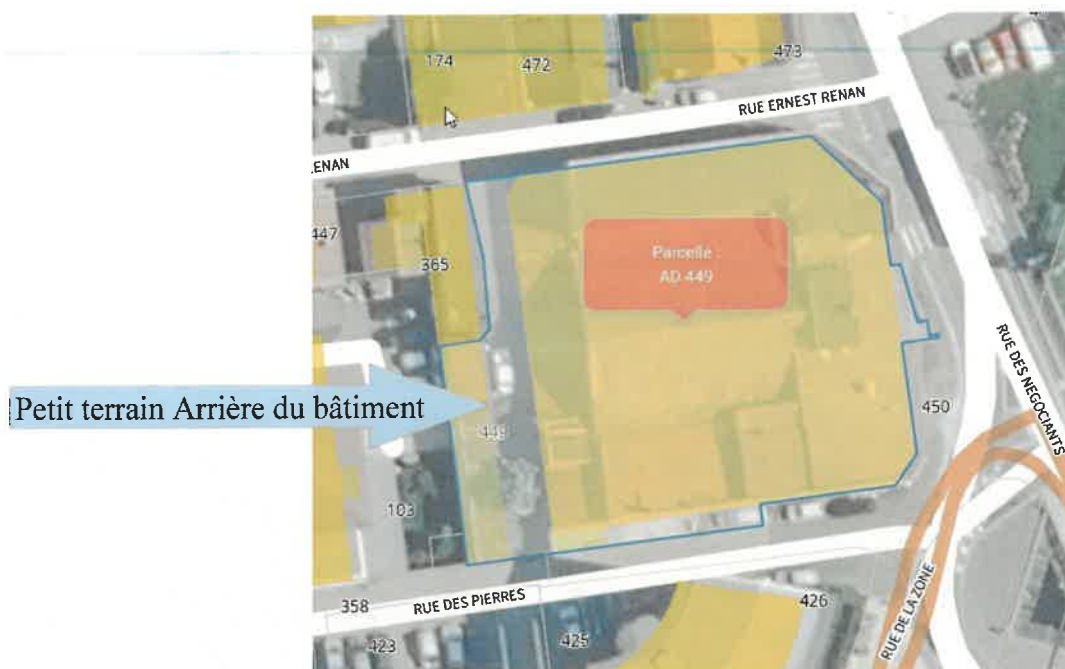 174
472
473
RUE ERNEST RENAN
ENAN
447
365
Parcelle :
AD 449
RUE DES NEGOCIANTS
Petit terrain Arrière du bâtiment
449
450
103
358
RUE DES PIERRES
426
RUE DE LA ZONE
423
425